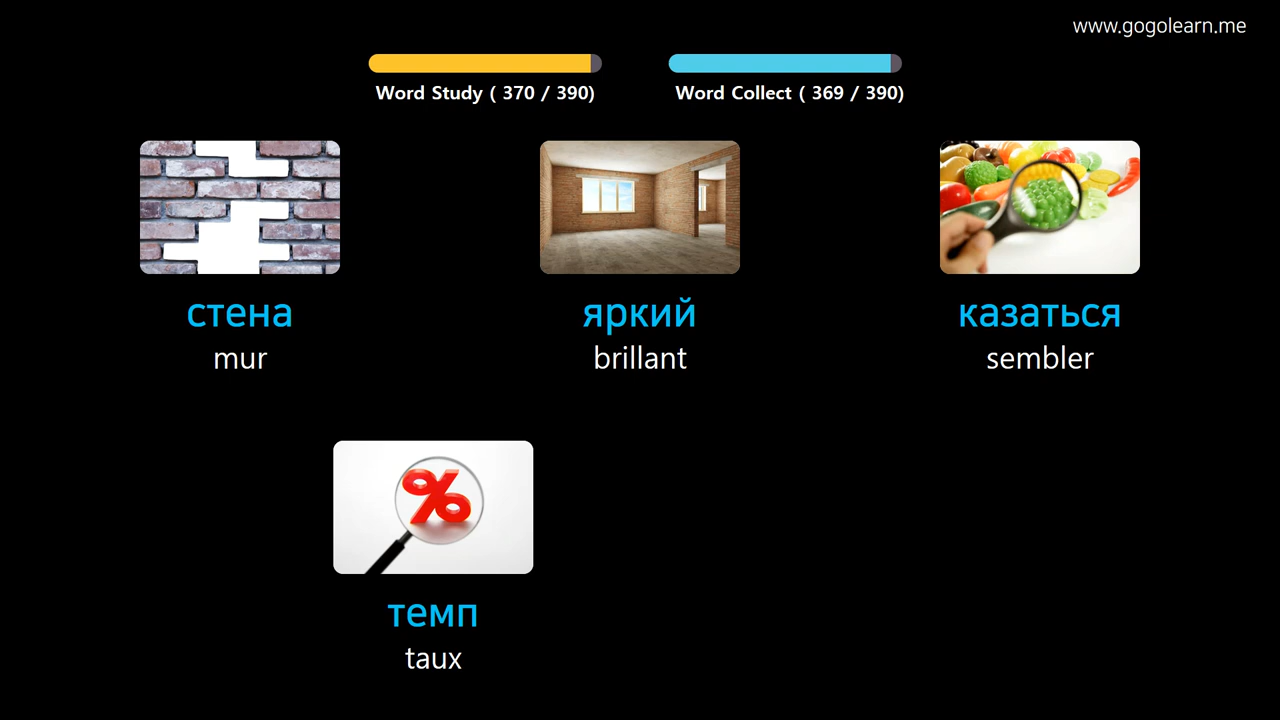 www.gogolearn.me
Word Study ( 370 / 390)
Word Collect ( 369 / 390)
стена
mur
яркий
brillant
казаться
sembler
%
темп
taux